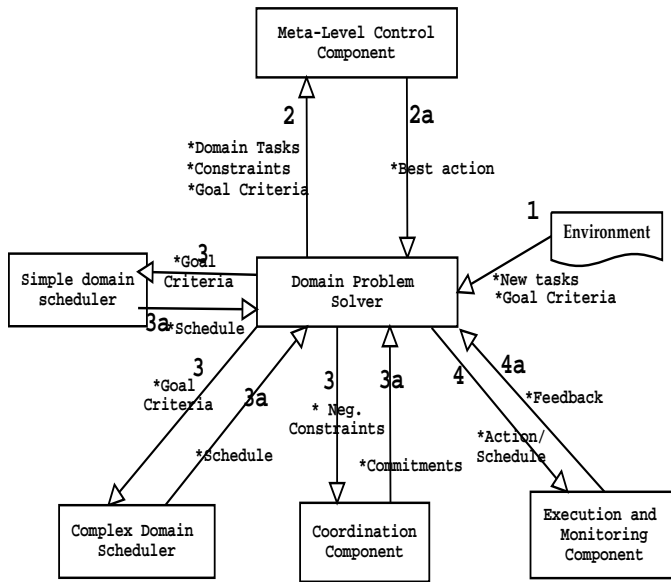 Meta-Level Control
Component
2
2a
*Domain Tasks
*Constraints
*Goal Criteria
*Best action
1
Environment
*New tasks
*Goal Criteria
Simple domain
scheduler
3
*Goal
Criteria
3a
*Schedule
Domain Problem
Solver
3
*Goal
Criteria
3a
*Schedule
3
* Neg.
Constraints
3a
*Commitments
4
*Action/
Schedule
4a
*Feedback
Complex Domain
Scheduler
Coordination
Component
Execution and
Monitoring
Component